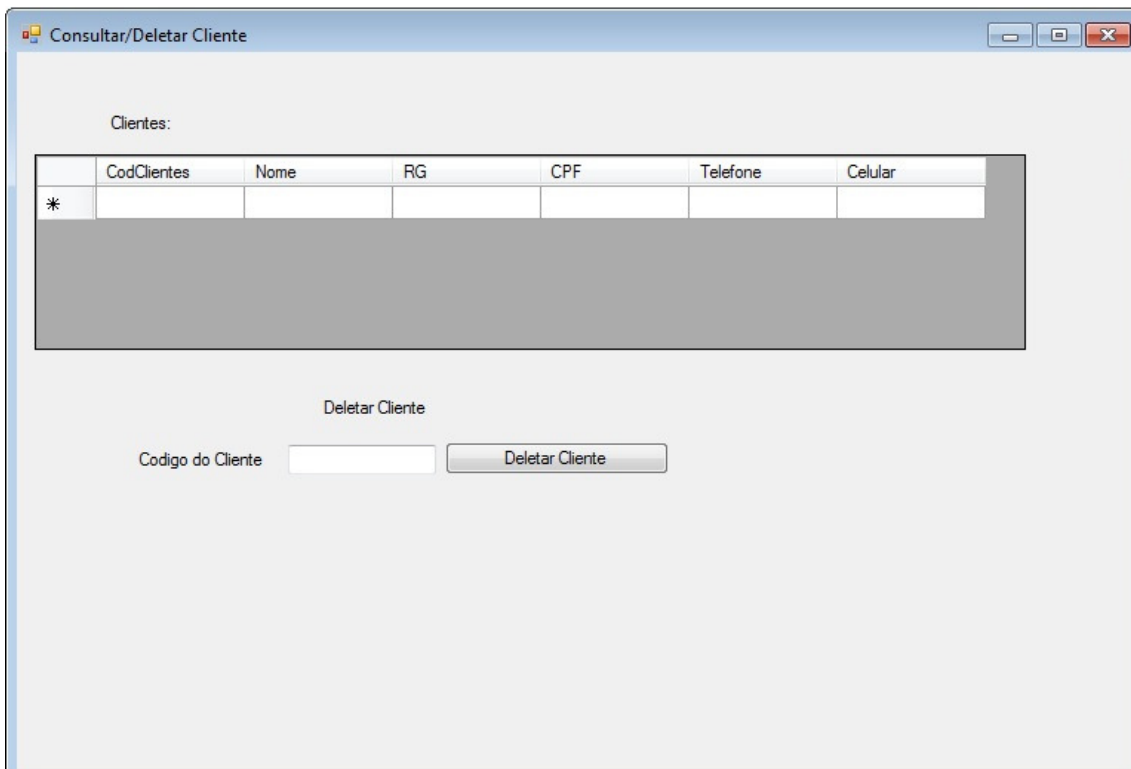 Consultar/Deletar Cliente
Clientes:
CodClientes Nome RG CPF Telefone Celular
Deletar Cliente
Codigo do Cliente Deletar Cliente